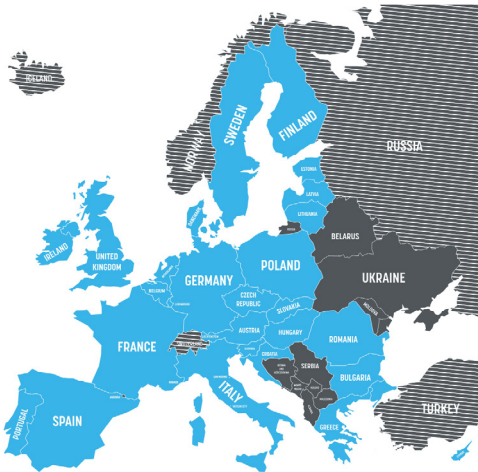 ICELAND
NORWAY
SWEDEN
FINLAND
RUSSIA
ESTONIA
LATVIA
LITHUANIA
BELARUS
IRELAND
UNITED
KINGDOM
GERMANY
POLAND
UKRAINE
BELGIUM
CZECH
REPUBLIC
SLOVAKIA
MOLDOVA
FRANCE
AUSTRIA
HUNGARY
ROMANIA
CROATIA
SERBIA
BULGARIA
ITALY
PORTUGAL
SPAIN
GREECE
TURKEY